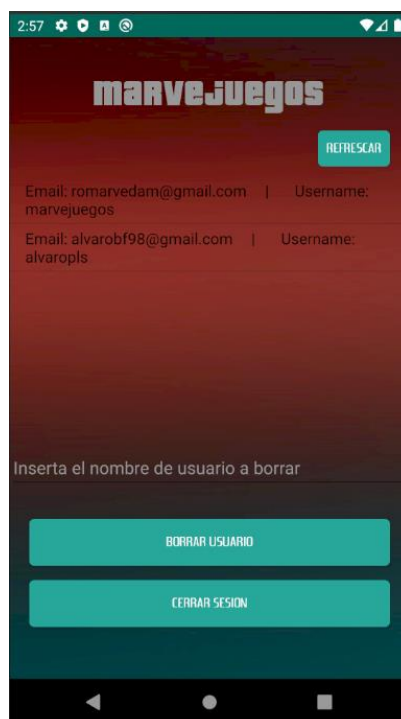 2:57
MARVEJUEGOS
REFRESCAR
Email: romarvedam@gmail.com | Username:
marvejuegos
Email: alvarobf98@gmail.com | Username:
alvaropls
Inserta el nombre de usuario a borrar
BORRAR USUARIO
CERRAR SESION